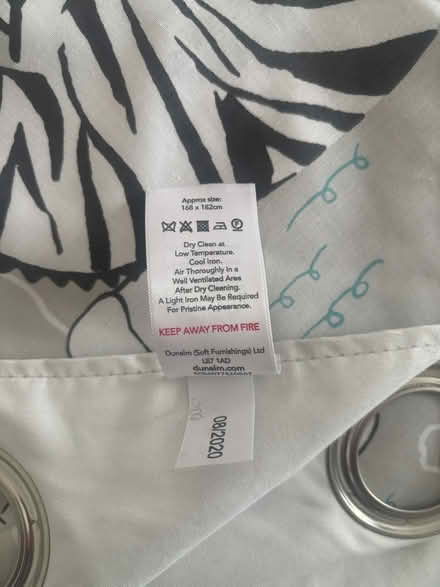 Approx size:
168 x 182cm
Dry Clean at
Low Temperature.
Cool Iron.
Air Thoroughly In a
Well Ventilated Area
After Dry Cleaning.
A Light Iron May Be Required
For Pristine Appearance.
KEEP AWAY FROM FIRE
Dunelm (Soft Furnishings) Ltd
LE7 1AD
dunelm.com
08/2020